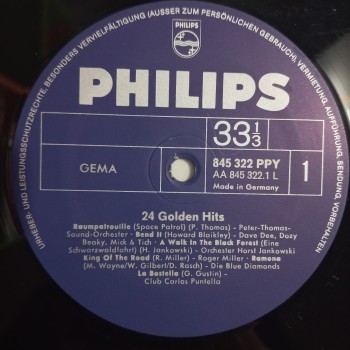 URHEBER- UND LEISTUNGSSCHUTZRECHTE, BESONDERS VERVIELFÄLTIGUNG (AUSSER ZUM PERSÖNLICHEN GEBRAUCH), VERMIETUNG, AUFFÜHRUNG, SENDUNG, VORBEHALTEN
PHILIPS
PHILIPS
GEMA
33 1/3
845 322 PPY
AA 845 322.1 L
Made in Germany
1
24 Golden Hits
Raumpatrouille (Space Patrol) (P. Thomas) - Peter-Thomas-
Sound-Orchester - Bend It (Howard Blaikley) - Dave Dee, Dozy
Beaky, Mick & Tich - A Walk In The Black Forest (Eine
Schwarzwaldfahrt) (H. Jankowski) - Orchester Horst Jankowski
King Of The Road (R. Miller) - Roger Miller - Ramona
(M. Wayne/W. Gilbert/D. Rasch) - Die Blue Diamonds
La Bostella (G. Gustin) -
Club Carlos Puntella